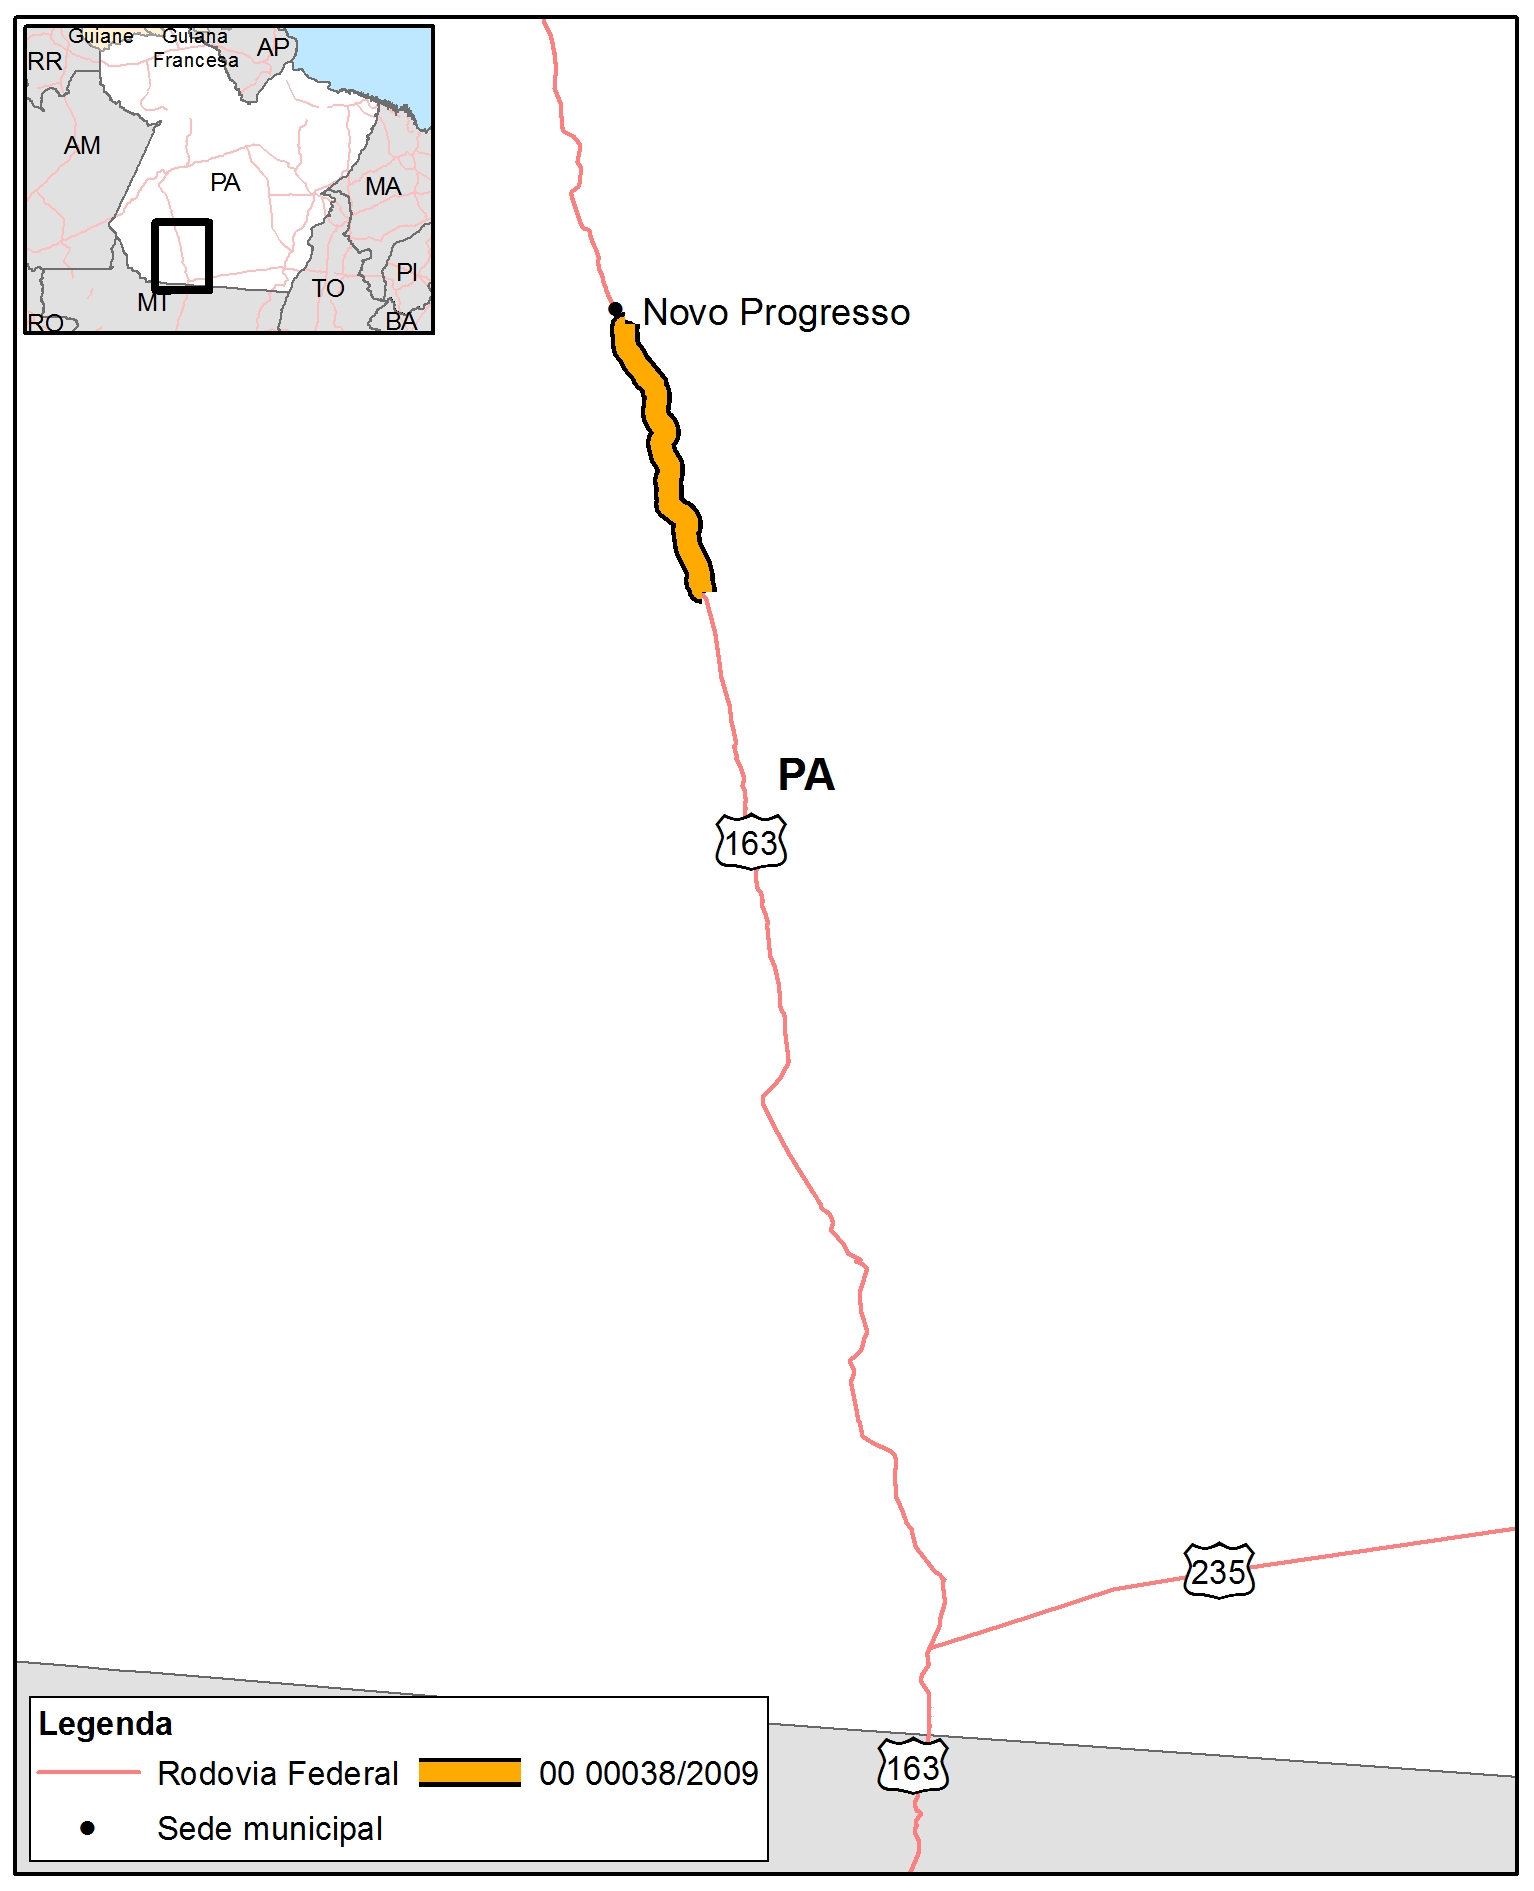 Guiane
Guiana
Francesa
AP
RR
AM
PA
MA
PI
TO
MT
RO
BA
Novo Progresso
PA
163
235
163
Legenda
Rodovia Federal
00 00038/2009
Sede municipal